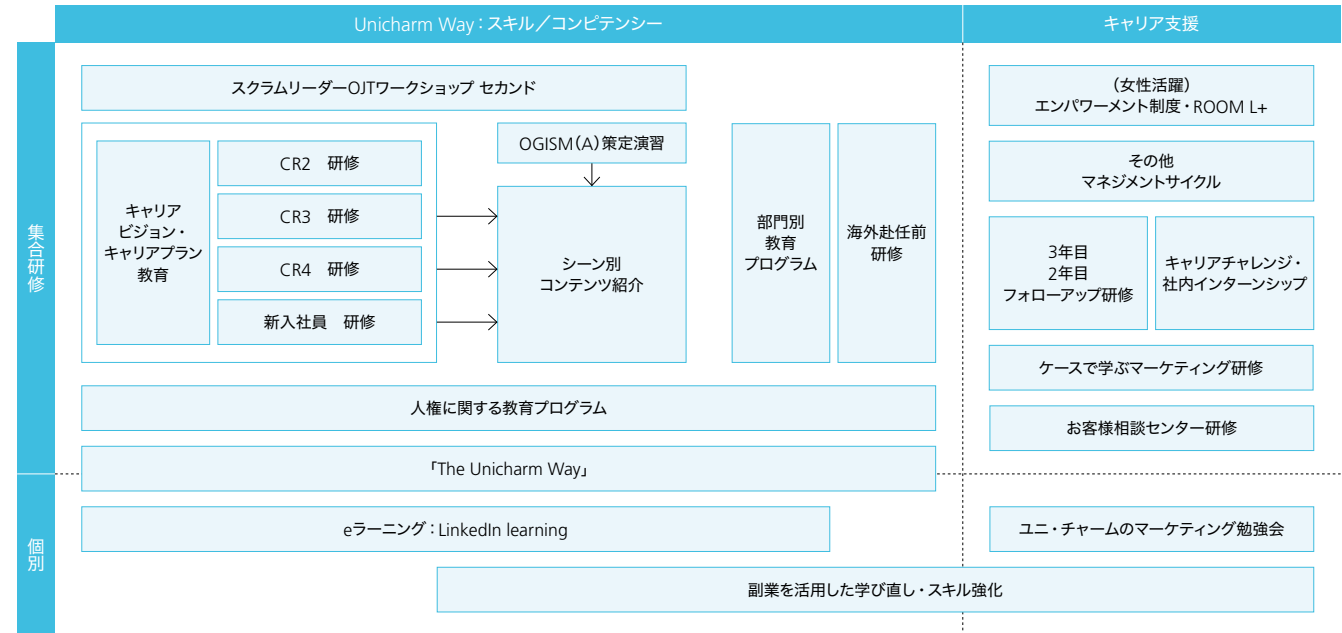 Unicharm Way：スキル／コンピテンシー
キャリア支援
集合研修
スクラムリーダーOJTワークショップ セカンド
キャリア
ビジョン・
キャリアプラン
教育
CR2　研修
CR3　研修
CR4　研修
新入社員　研修
OGISM（A）策定演習
シーン別
コンテンツ紹介
部門別
教育
プログラム
海外赴任前
研修
人権に関する教育プログラム
「The Unicharm Way」
（女性活躍）
エンパワーメント制度・ROOM L+
その他
マネジメントサイクル
3年目
2年目
フォローアップ研修
キャリアチャレンジ・
社内インターンシップ
ケースで学ぶマーケティング研修
お客様相談センター研修
個別
eラーニング：LinkedIn learning
ユニ・チャームのマーケティング勉強会
副業を活用した学び直し・スキル強化